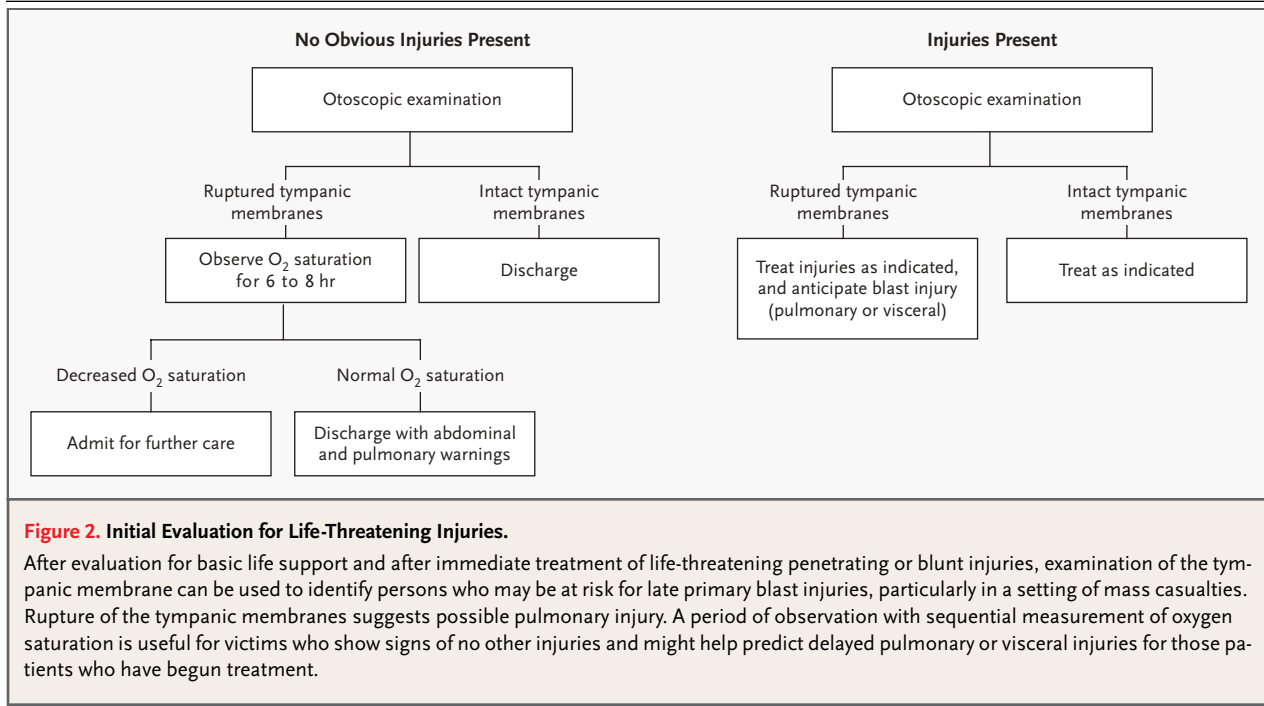 No Obvious Injuries Present
Otoscopic examination
Ruptured tympanic
membranes
Intact tympanic
membranes
Observe O2 saturation
for 6 to 8 hr
Discharge
Decreased O2 saturation
Normal O2 saturation
Admit for further care
Discharge with abdominal
and pulmonary warnings
Injuries Present
Otoscopic examination
Ruptured tympanic
membranes
Intact tympanic
membranes
Treat injuries as indicated,
and anticipate blast injury
(pulmonary or visceral)
Treat as indicated
Figure 2. Initial Evaluation for Life-Threatening Injuries.
After evaluation for basic life support and after immediate treatment of life-threatening penetrating or blunt injuries, examination of the tym-
panic membrane can be used to identify persons who may be at risk for late primary blast injuries, particularly in a setting of mass casualties.
Rupture of the tympanic membranes suggests possible pulmonary injury. A period of observation with sequential measurement of oxygen
saturation is useful for victims who show signs of no other injuries and might help predict delayed pulmonary or visceral injuries for those pa-
tients who have begun treatment.